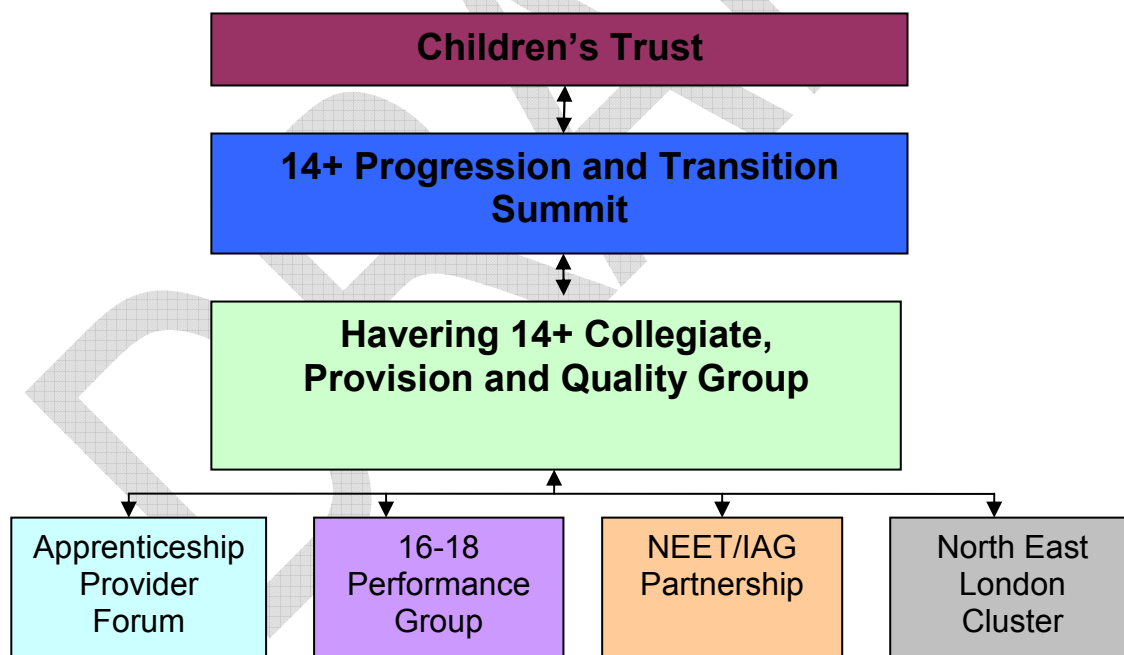 Children's Trust
14+ Progression and Transition
Summit
Havering 14+ Collegiate,
Provision and Quality Group
Apprenticeship
Provider
Forum
16-18
Performance
Group
NEET/IAG
Partnership
North East
London
Cluster